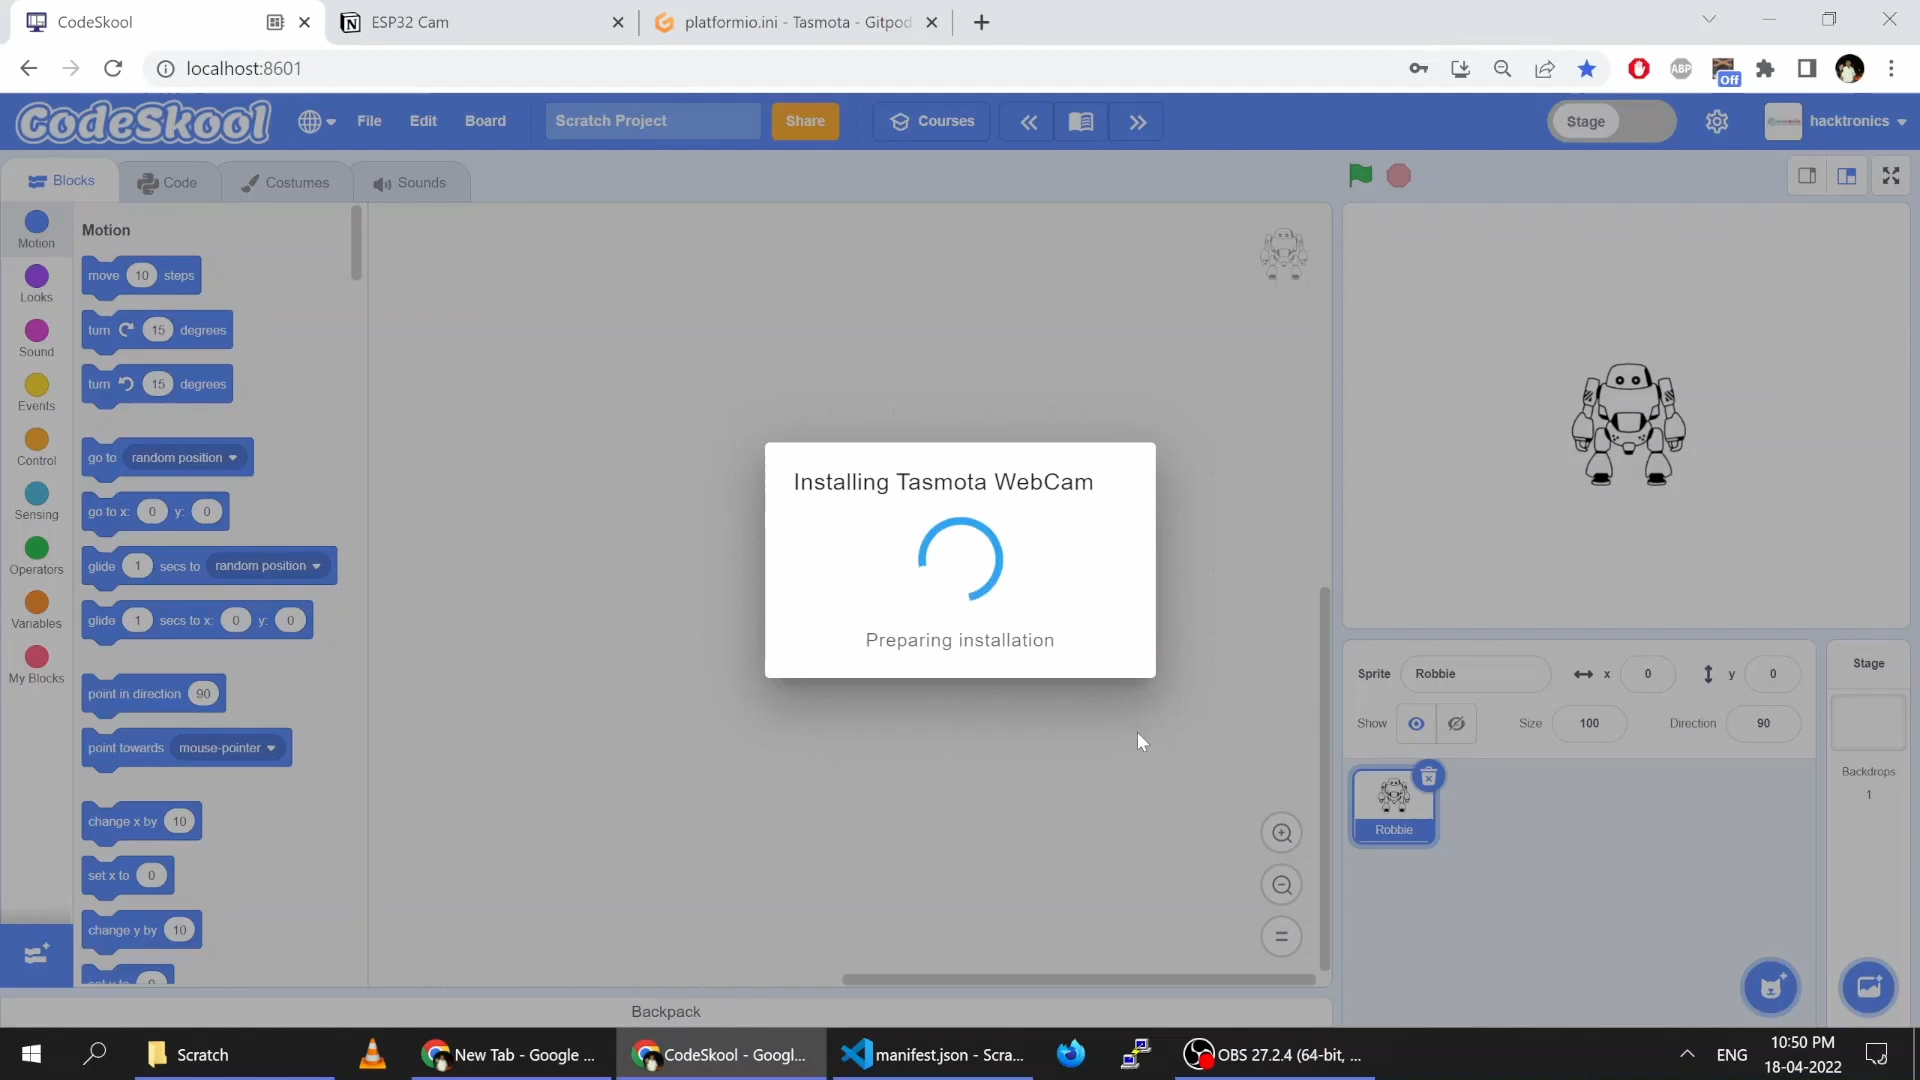 CodeSkool
ESP32 Cam
platformio.ini - Tasmota - Gitpod
localhost:8601
ABP
Off
CodeSkool
File
Edit
Board
Scratch Project
Share
Courses
Stage
hacktronics
Blocks
Code
Costumes
Sounds
Motion
Looks
Sound
Events
Control
Sensing
Operators
Variables
My Blocks
Motion
move 10 steps
turn 15 degrees
turn 15 degrees
go to random position
go to x: 0 y: 0
glide 1 secs to random position
glide 1 secs to x: 0 y: 0
point in direction 90
point towards mouse-pointer
change x by 10
set x to 0
change y by 10
set y to 0
Installing Tasmota WebCam
Preparing installation
Sprite Robbie x 0 y 0
Show Size 100 Direction 90
Robbie
Stage
Backdrops
1
Backpack
Scratch
New Tab - Google ...
CodeSkool - Googl...
manifest.json - Scra...
OBS 27.2.4 (64-bit, ...
ENG
10:50 PM
18-04-2022